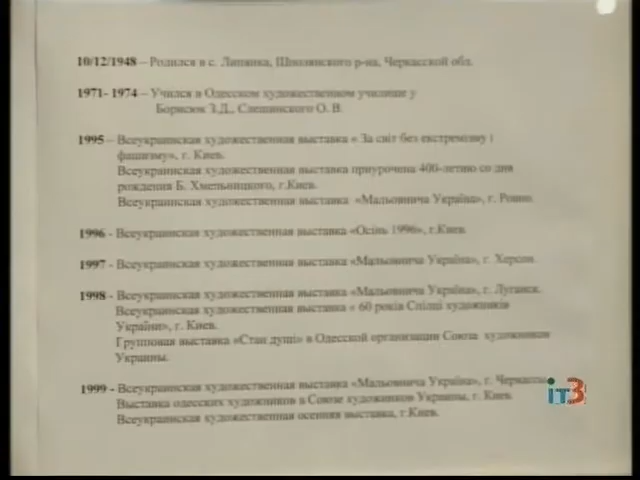 10/12/1948 – Родился в с. Липянка, Шполянского р-на, Черкасской обл.
1971- 1974 – Учился в Одесском художественном училище у
Борисюк З.Д., Слешинского О. В.
1995 – Всеукраинская художественная выставка « За світ без екстремізму і
фашизму», г. Киев.
Всеукраинская художественная выставка приурочена 400-летию со дня
рождения Б. Хмельницкого, г.Киев.
Всеукраинская художественная выставка «Мальовнича Україна», г. Ровно.
1996 - Всеукраинская художественная выставка «Осінь 1996», г.Киев.
1997 - Всеукраинская художественная выставка «Мальовнича Україна», г. Херсон.
1998 - Всеукраинская художественная выставка «Мальовнича Україна», г. Луганск.
Всеукраинская художественная выставка « 60 років Спілці художників
України», г. Киев.
Групповая выставка «Стан душі» в Одесской организации Союза художников
Украины.
1999 - Всеукраинская художественная выставка «Мальовнича Україна», г. Черкассы
Выставка одесских художников в Союзе художников Украины, г. Киев.
Всеукраинская художественная осенняя выставка, г.Киев.
іт3